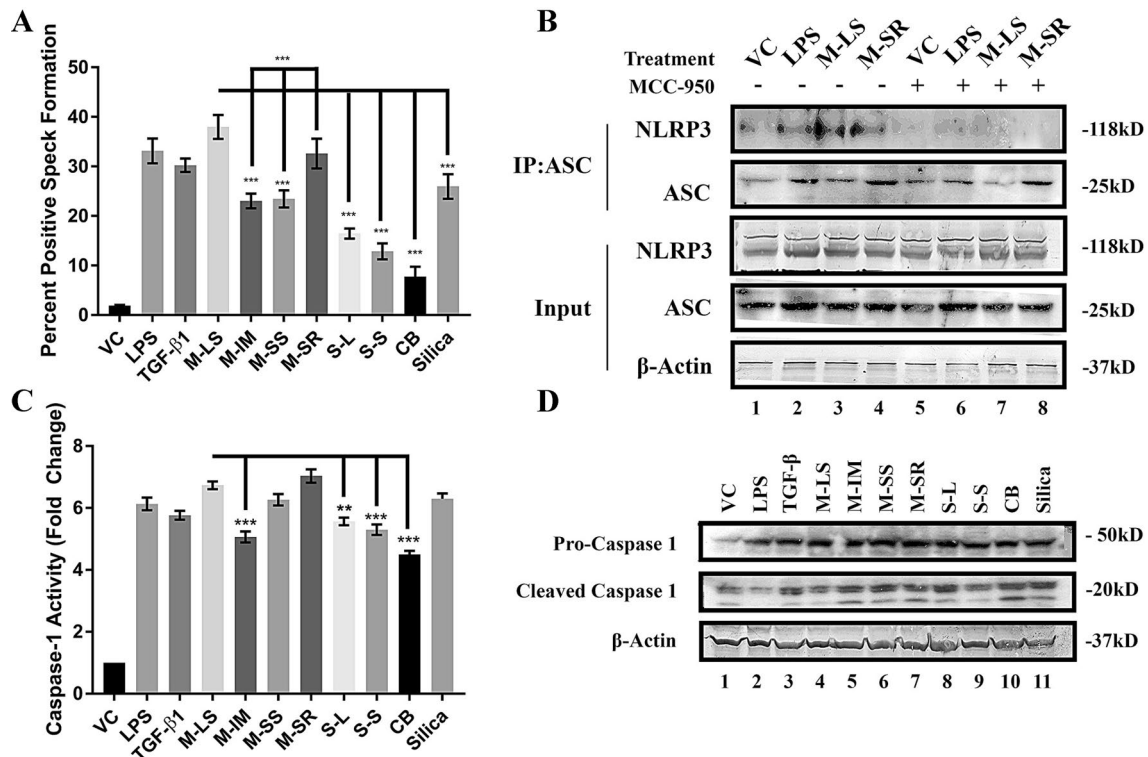 A
Percent Positive Speck Formation
50
40
30
20
10
0
***
*** *** *** *** *** ***
VC LPS TGF-β1 M-LS M-IM M-SS M-SR S-L S-S CB Silica
B
Treatment VC LPS M-LS M-SR VC LPS M-LS M-SR
MCC-950 - - - - + + + +
IP:ASC
NLRP3 -118kD
ASC -25kD
Input
NLRP3 -118kD
ASC -25kD
β-Actin -37kD
1 2 3 4 5 6 7 8
C
Caspase-1 Activity (Fold Change)
8
6
4
2
0
*** ** *** ***
VC LPS TGF-β1 M-LS M-IM M-SS M-SR S-L S-S CB Silica
D
VC LPS TGF-β M-LS M-IM M-SS M-SR S-L S-S CB Silica
Pro-Caspase 1 - 50kD
Cleaved Caspase 1 -20kD
β-Actin -37kD
1 2 3 4 5 6 7 8 9 10 11